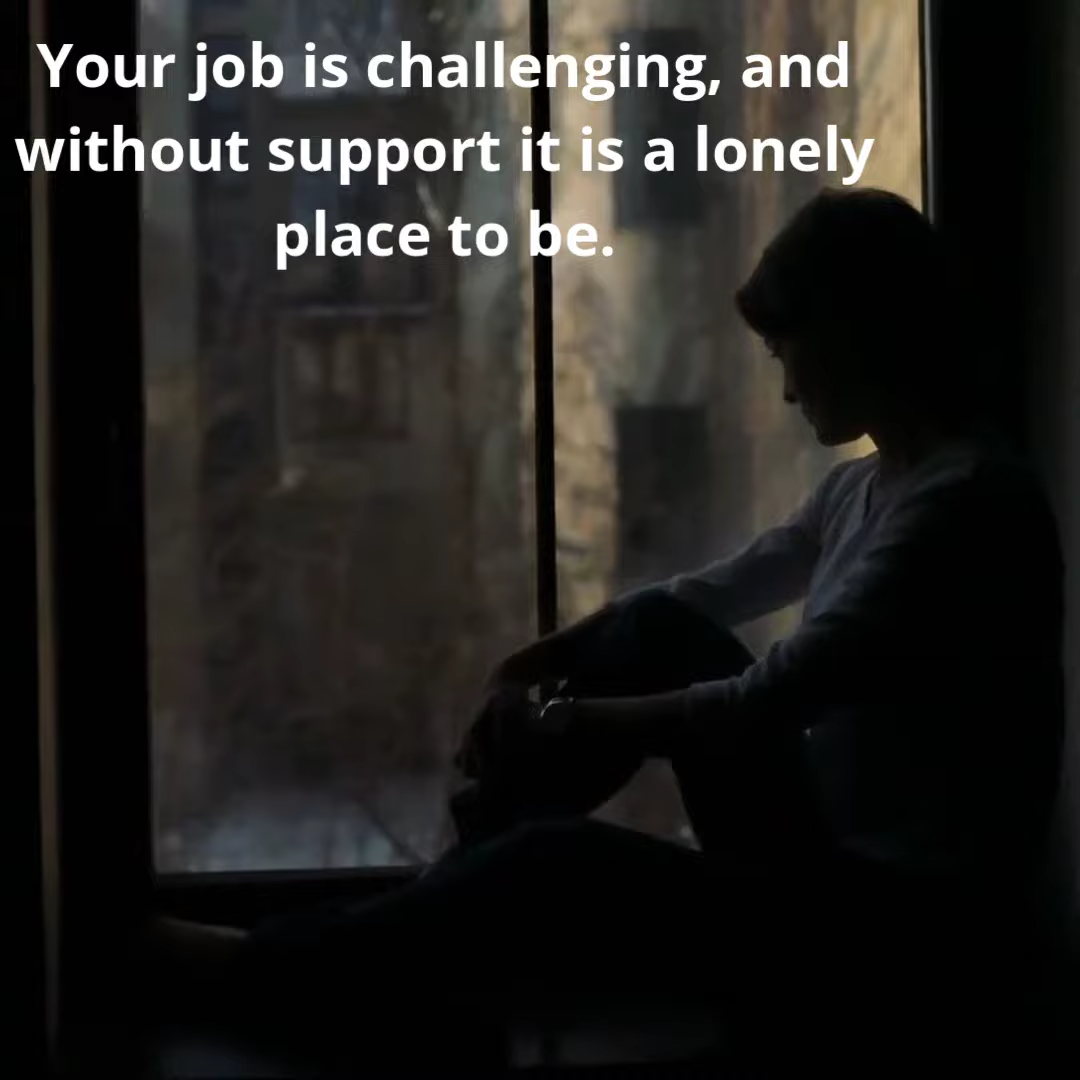 Your job is challenging, and
without support it is a lonely
place to be.